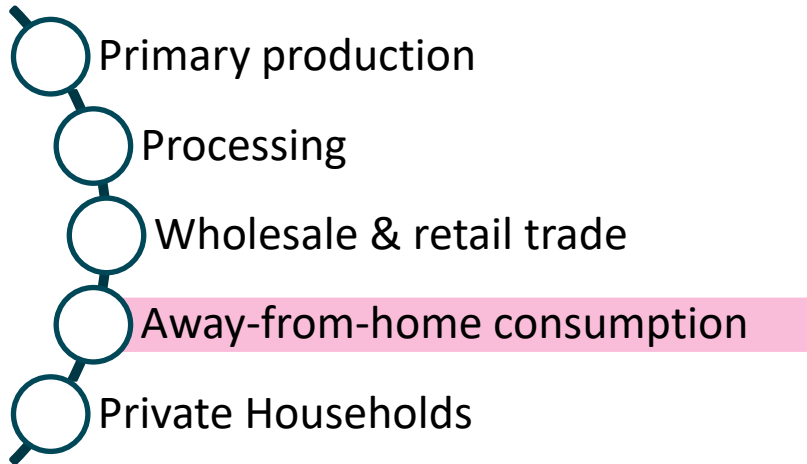 Primary production
Processing
Wholesale & retail trade
Away-from-home consumption
Private Households